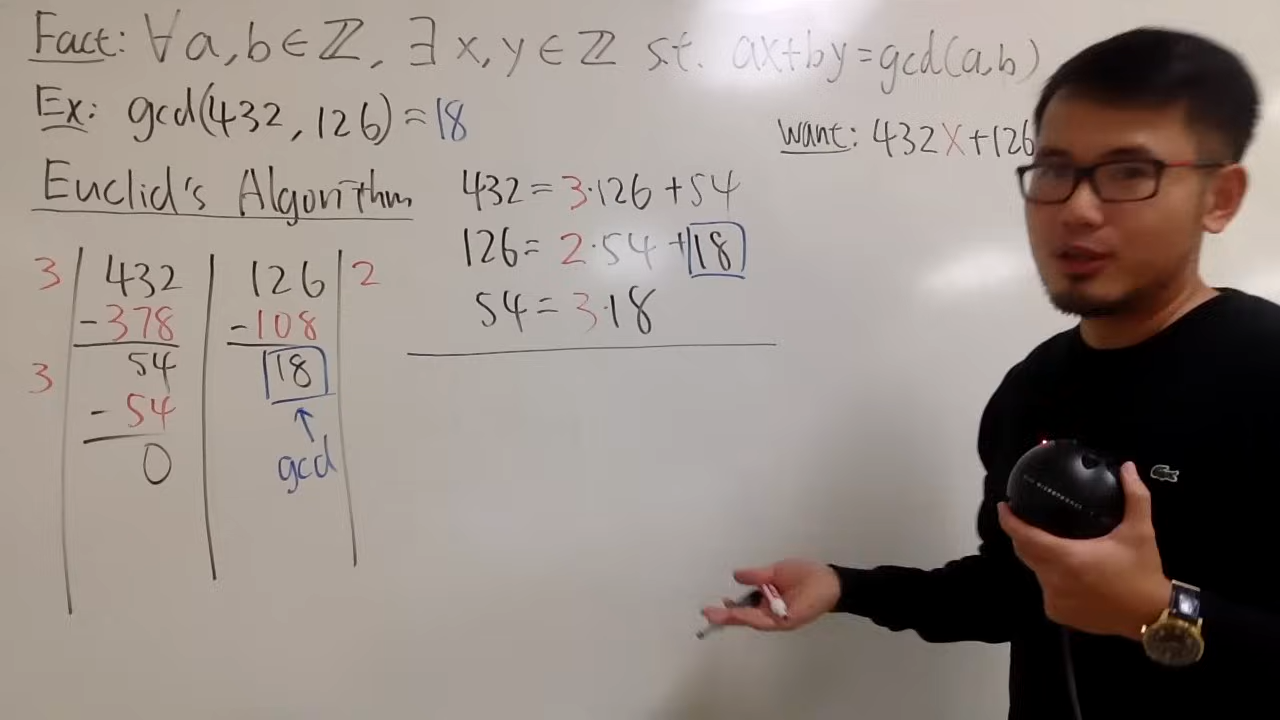 Fact: ∀a,b∈ℤ, ∃x,y∈ℤ s.t. ax+by=gcd(a,b)
Ex: gcd(432,126)=18
Want: 432x+126
Euclid's Algorithm
432=3·126+54
126=2·54+18
54=3·18
3 432 126 2
-378 -108
3 54 18
-54
0
gcd